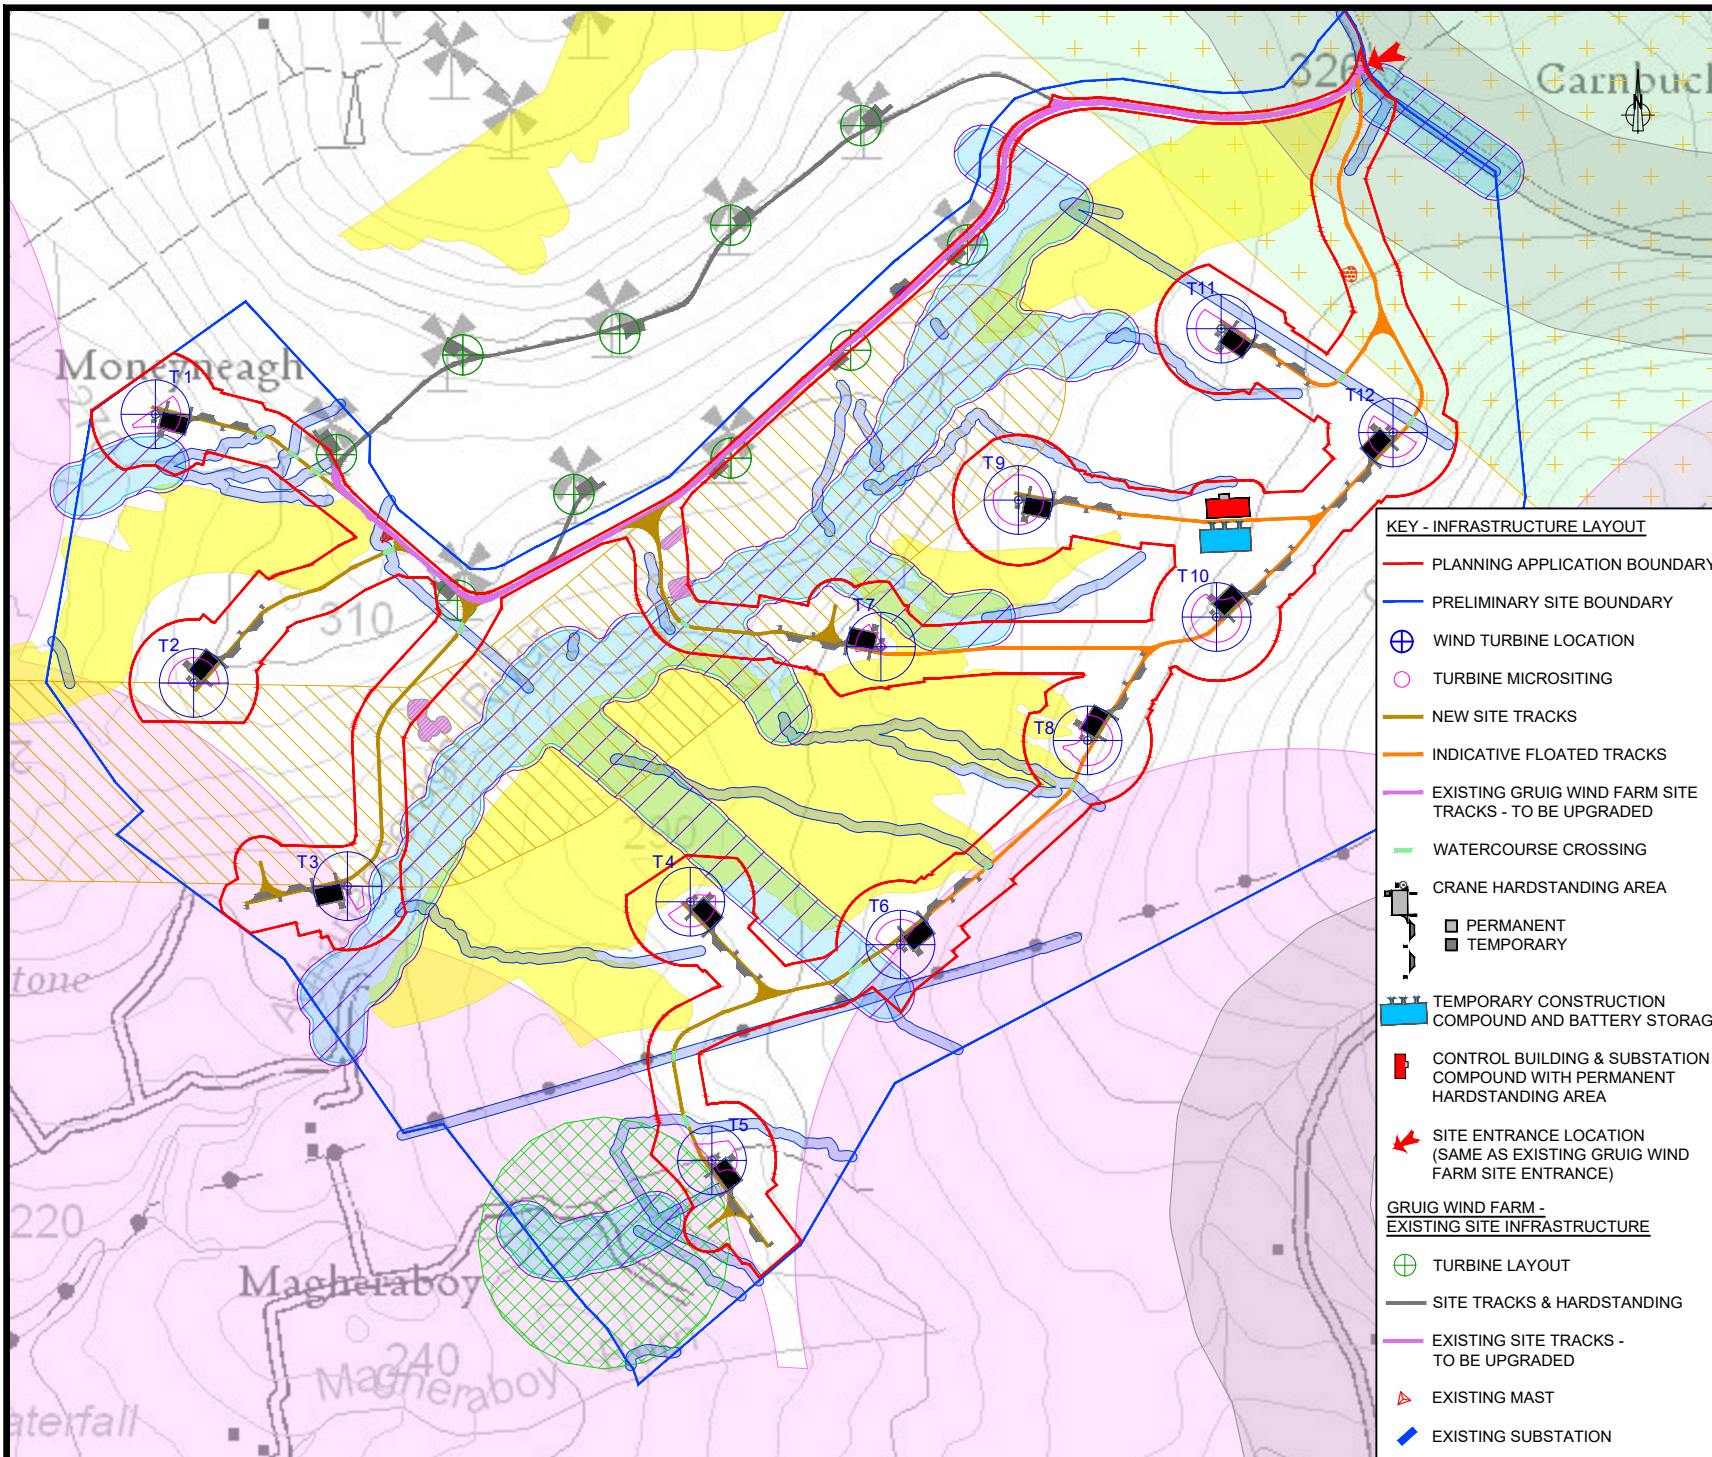 326
Carnbuck
N
T11
Moneyneagh
T1
T12
T9
T10
310
T7
T2
T8
290
T3
T4
T6
tone
T5
220
Magheraboy
240
Magheraboy
aterfall
KEY - INFRASTRUCTURE LAYOUT
PLANNING APPLICATION BOUNDARY
PRELIMINARY SITE BOUNDARY
WIND TURBINE LOCATION
TURBINE MICROSITING
NEW SITE TRACKS
INDICATIVE FLOATED TRACKS
EXISTING GRUIG WIND FARM SITE
TRACKS - TO BE UPGRADED
WATERCOURSE CROSSING
CRANE HARDSTANDING AREA
PERMANENT
TEMPORARY
TEMPORARY CONSTRUCTION
COMPOUND AND BATTERY STORAG
CONTROL BUILDING & SUBSTATION
COMPOUND WITH PERMANENT
HARDSTANDING AREA
SITE ENTRANCE LOCATION
(SAME AS EXISTING GRUIG WIND
FARM SITE ENTRANCE)
GRUIG WIND FARM -
EXISTING SITE INFRASTRUCTURE
TURBINE LAYOUT
SITE TRACKS & HARDSTANDING
EXISTING SITE TRACKS -
TO BE UPGRADED
EXISTING MAST
EXISTING SUBSTATION